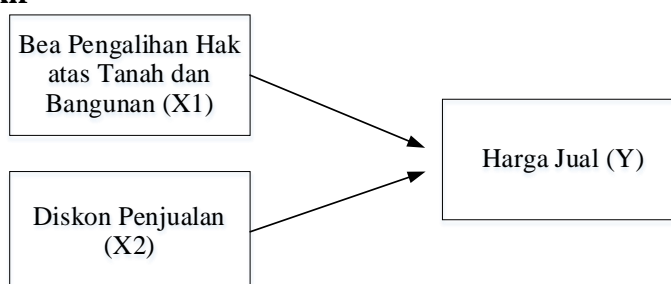 Bea Pengalihan Hak
atas Tanah dan
Bangunan (X1)
Harga Jual (Y)
Diskon Penjualan
(X2)